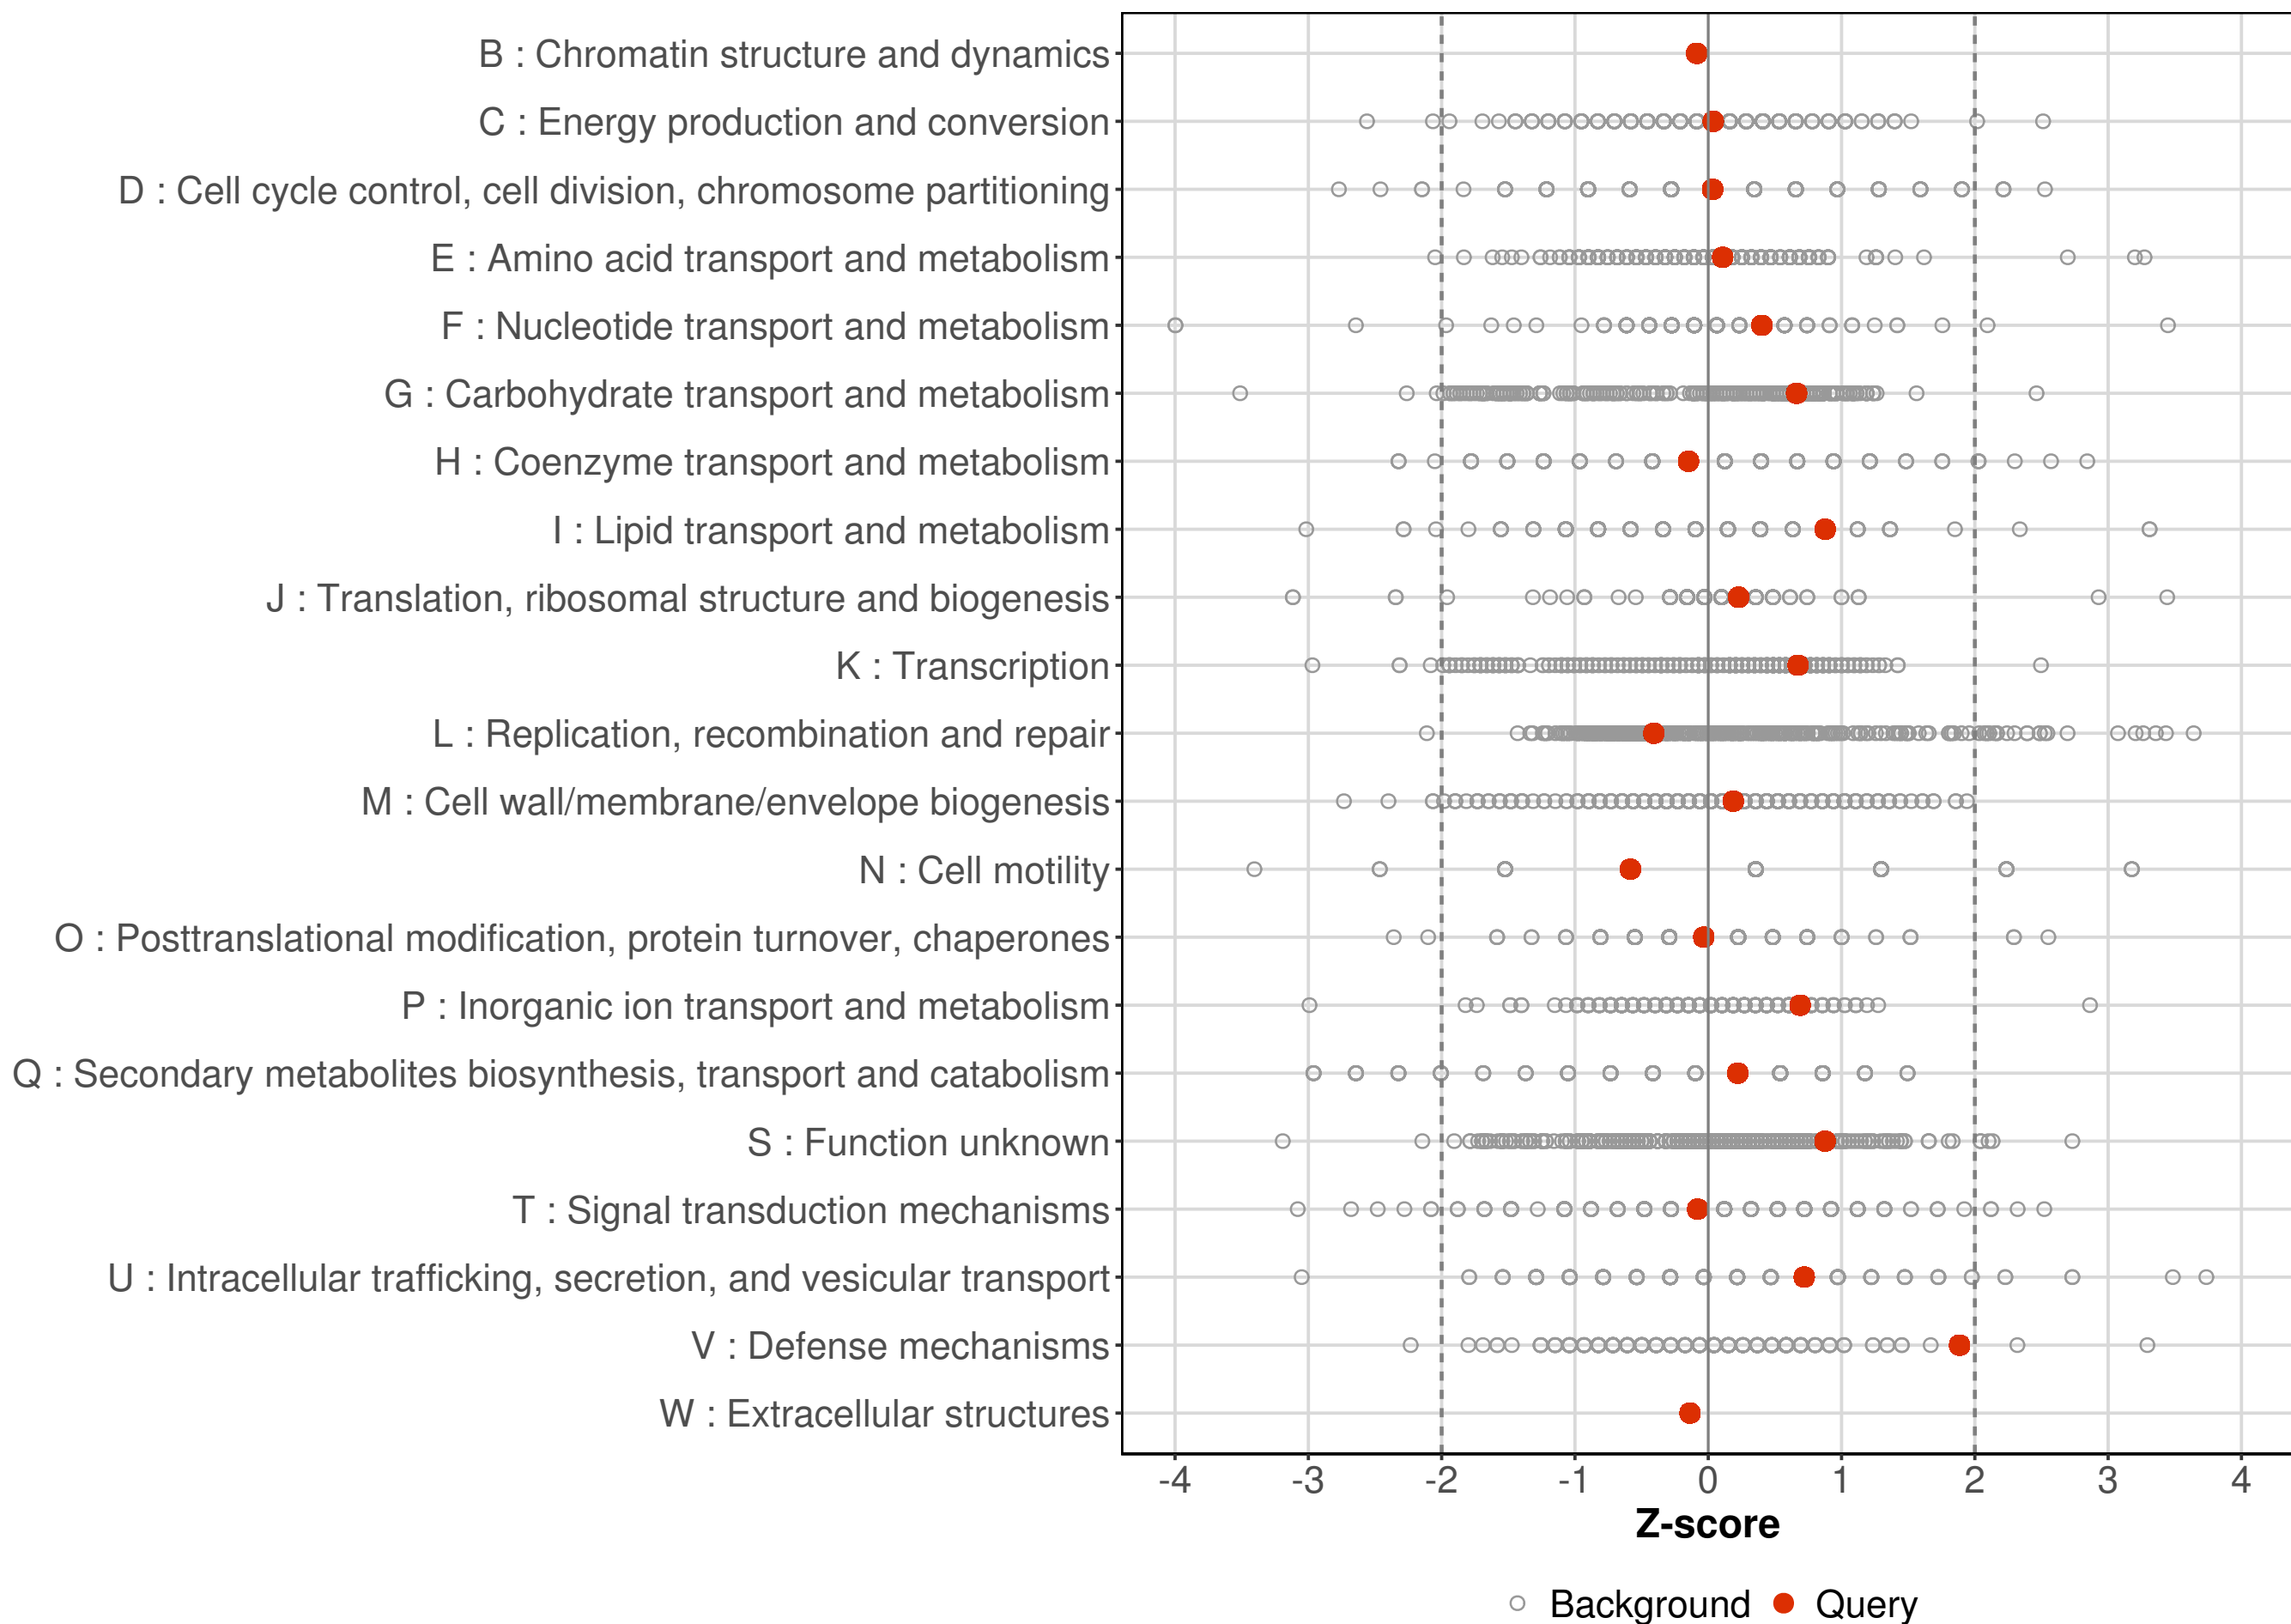 B : Chromatin structure and dynamics
C : Energy production and conversion
D : Cell cycle control, cell division, chromosome partitioning
E : Amino acid transport and metabolism
F : Nucleotide transport and metabolism
G : Carbohydrate transport and metabolism
H : Coenzyme transport and metabolism
I : Lipid transport and metabolism
J : Translation, ribosomal structure and biogenesis
K : Transcription
L : Replication, recombination and repair
M : Cell wall/membrane/envelope biogenesis
N : Cell motility
O : Posttranslational modification, protein turnover, chaperones
P : Inorganic ion transport and metabolism
Q : Secondary metabolites biosynthesis, transport and catabolism
S : Function unknown
T : Signal transduction mechanisms
U : Intracellular trafficking, secretion, and vesicular transport
V : Defense mechanisms
W : Extracellular structures
-4 -3 -2 -1 0 1 2 3 4
Z-score
Background Query